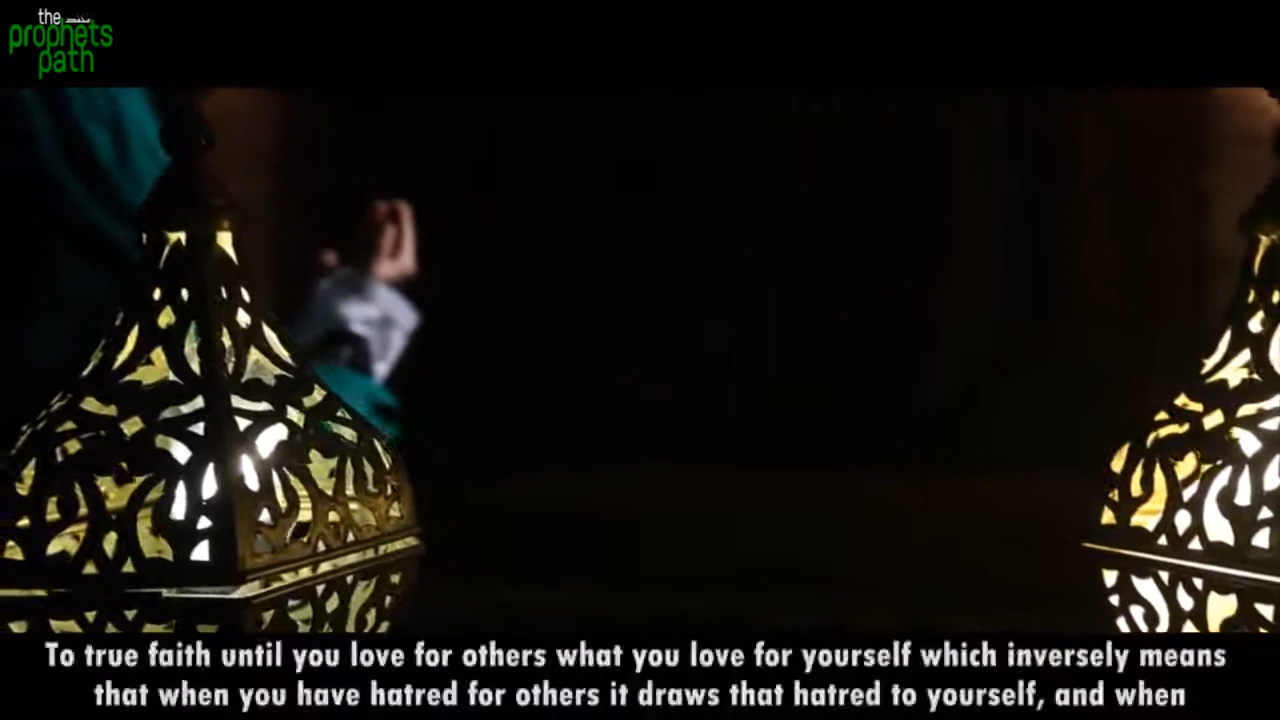 the
prophets
path
To true faith until you love for others what you love for yourself which inversely means
that when you have hatred for others it draws that hatred to yourself, and when